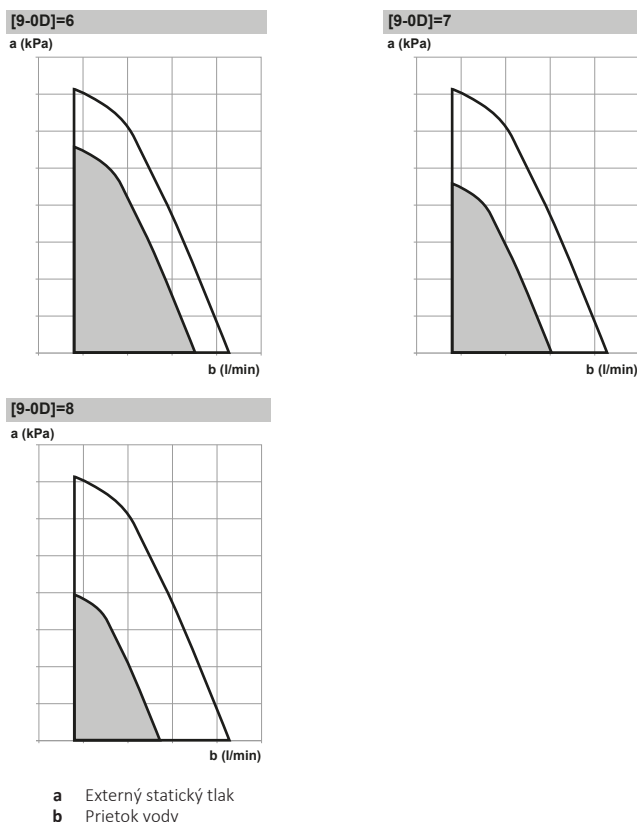 [9-0D]=6
a (kPa)
b (l/min)
[9-0D]=7
a (kPa)
b (l/min)
[9-0D]=8
a (kPa)
b (l/min)
a Externý statický tlak
b Prietok vody